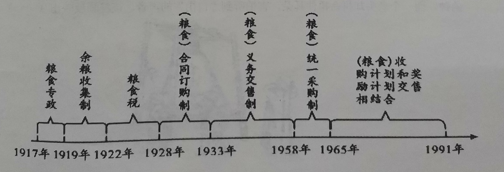 粮食专政
余粮收集制
粮食税
(粮食)合同订购制
(粮食)义务交售制
(粮食)统一采购制
(粮食)收
购计划和奖
励计划交售
相结合
1917年 1919年 1922年 1928年 1933年 1958年 1965年 1991年